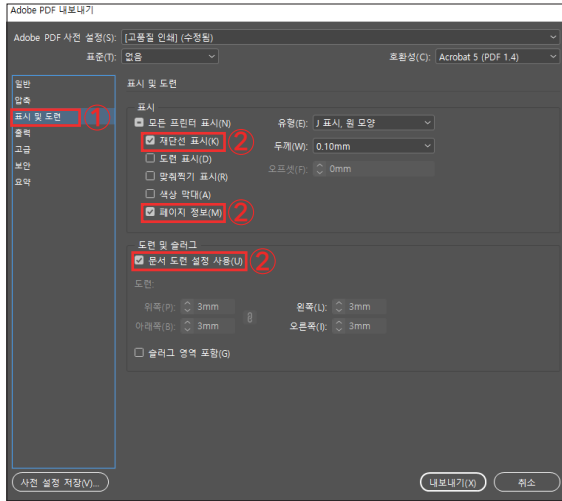 Adobe PDF 내보내기
Adobe PDF 사전 설정(S): [고품질 인쇄] (수정됨)
표준(T): 없음 호환성(C): Acrobat 5 (PDF 1.4)
일반
압축
표시 및 도련 ①
출력
고급
보안
요약
표시 및 도련
표시
모든 프린터 표시(N) 유형(E): J 표시, 원 모양
재단선 표시(K) ② 두께(W): 0.10mm
도련 표시(D) 오프셋(F): 0mm
맞춰찍기 표시(R)
색상 막대(A)
페이지 정보(M) ②
도련 및 슬러그
문서 도련 설정 사용(U) ②
도련:
위쪽(P): 3mm 왼쪽(L): 3mm
아래쪽(B): 3mm 오른쪽(I): 3mm
슬러그 영역 포함(G)
사전 설정 저장(V)... 내보내기(X) 취소